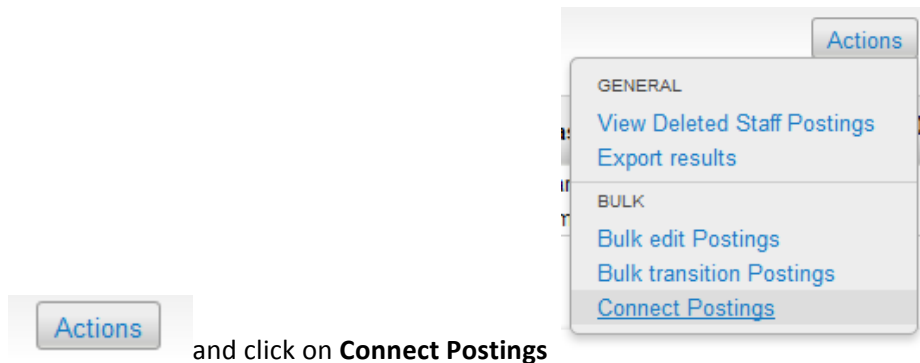 Actions
GENERAL
View Deleted Staff Postings
Export results
BULK
Bulk edit Postings
Bulk transition Postings
Connect Postings
Actions and click on Connect Postings